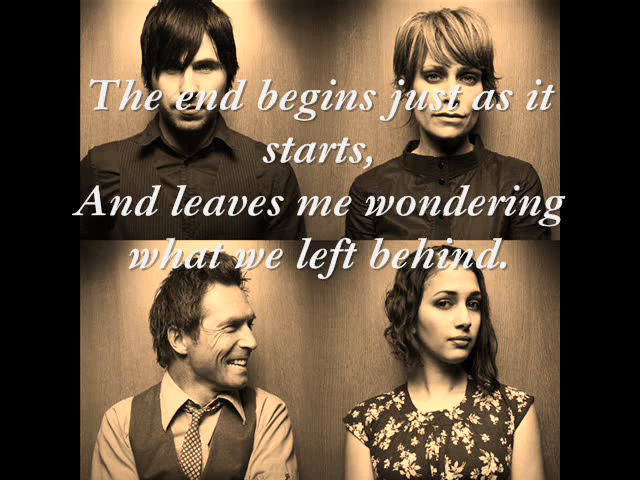 The end begins just as it
starts,
And leaves me wondering
what we left behind.